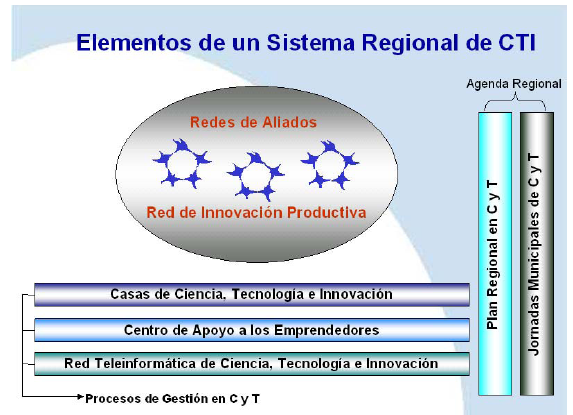 Elementos de un Sistema Regional de CTI
Agenda Regional
Redes de Aliados
Red de Innovación Productiva
Plan Regional en C y T
Jornadas Municipales de C y T
Casas de Ciencia, Tecnología e Innovación
Centro de Apoyo a los Emprendedores
Red Teleinformática de Ciencia, Tecnología e Innovación
Procesos de Gestión en C y T